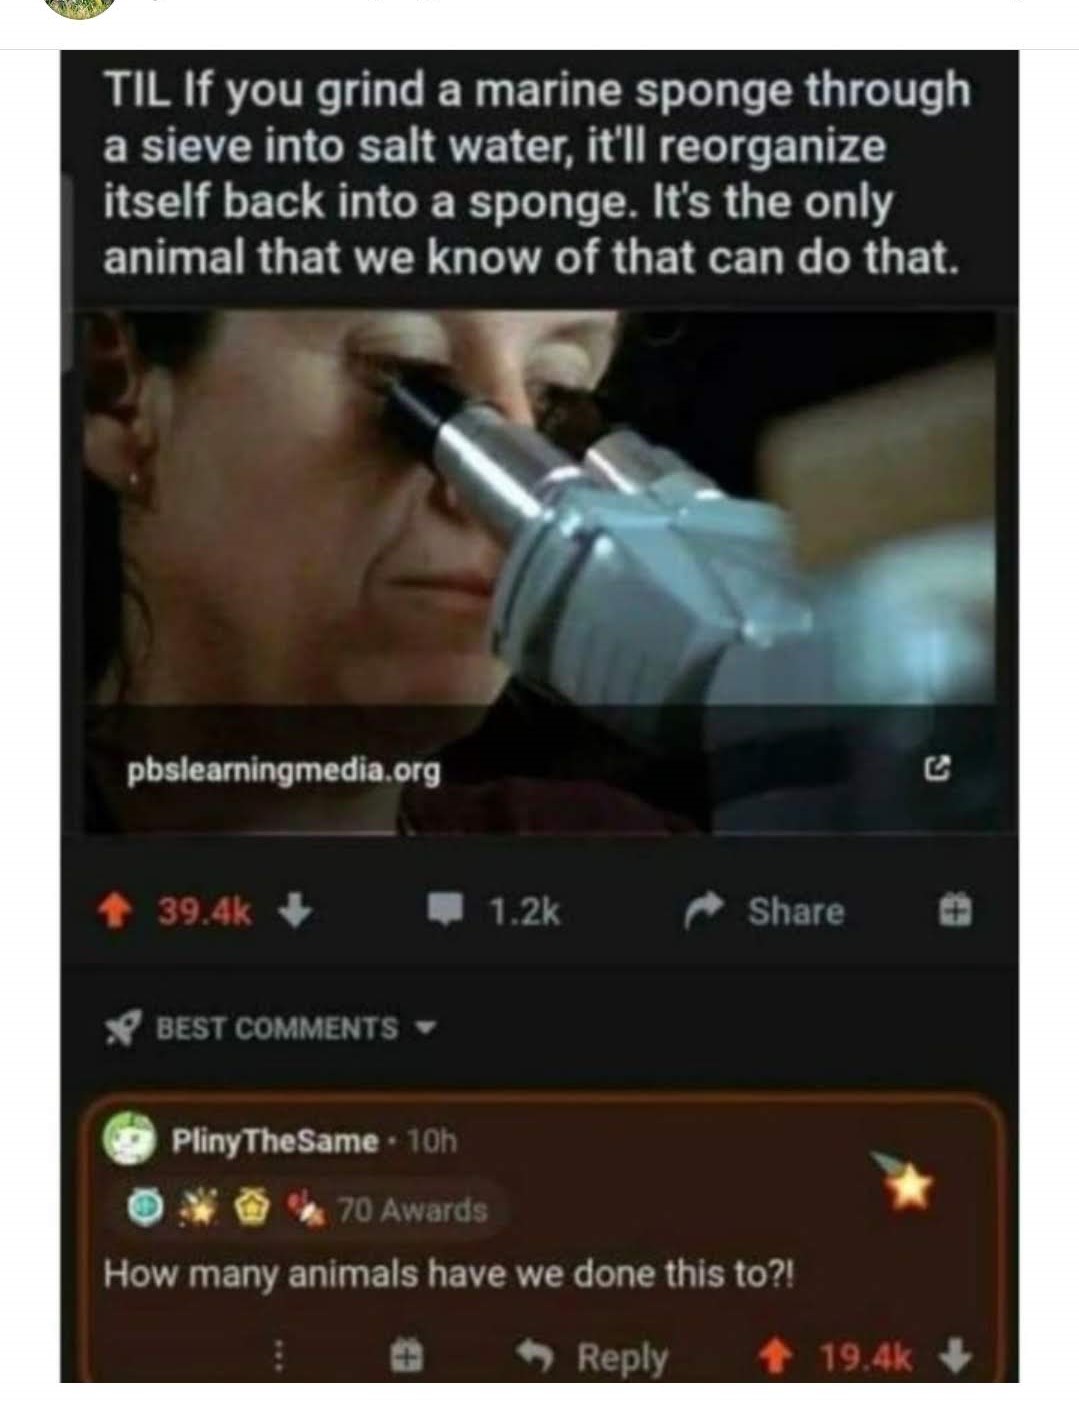 TIL If you grind a marine sponge through
a sieve into salt water, it'll reorganize
itself back into a sponge. It's the only
animal that we know of that can do that.
pbslearningmedia.org
39.4k
1.2k
Share
BEST COMMENTS
PlinyTheSame · 10h
70 Awards
How many animals have we done this to?!
Reply
19.4k